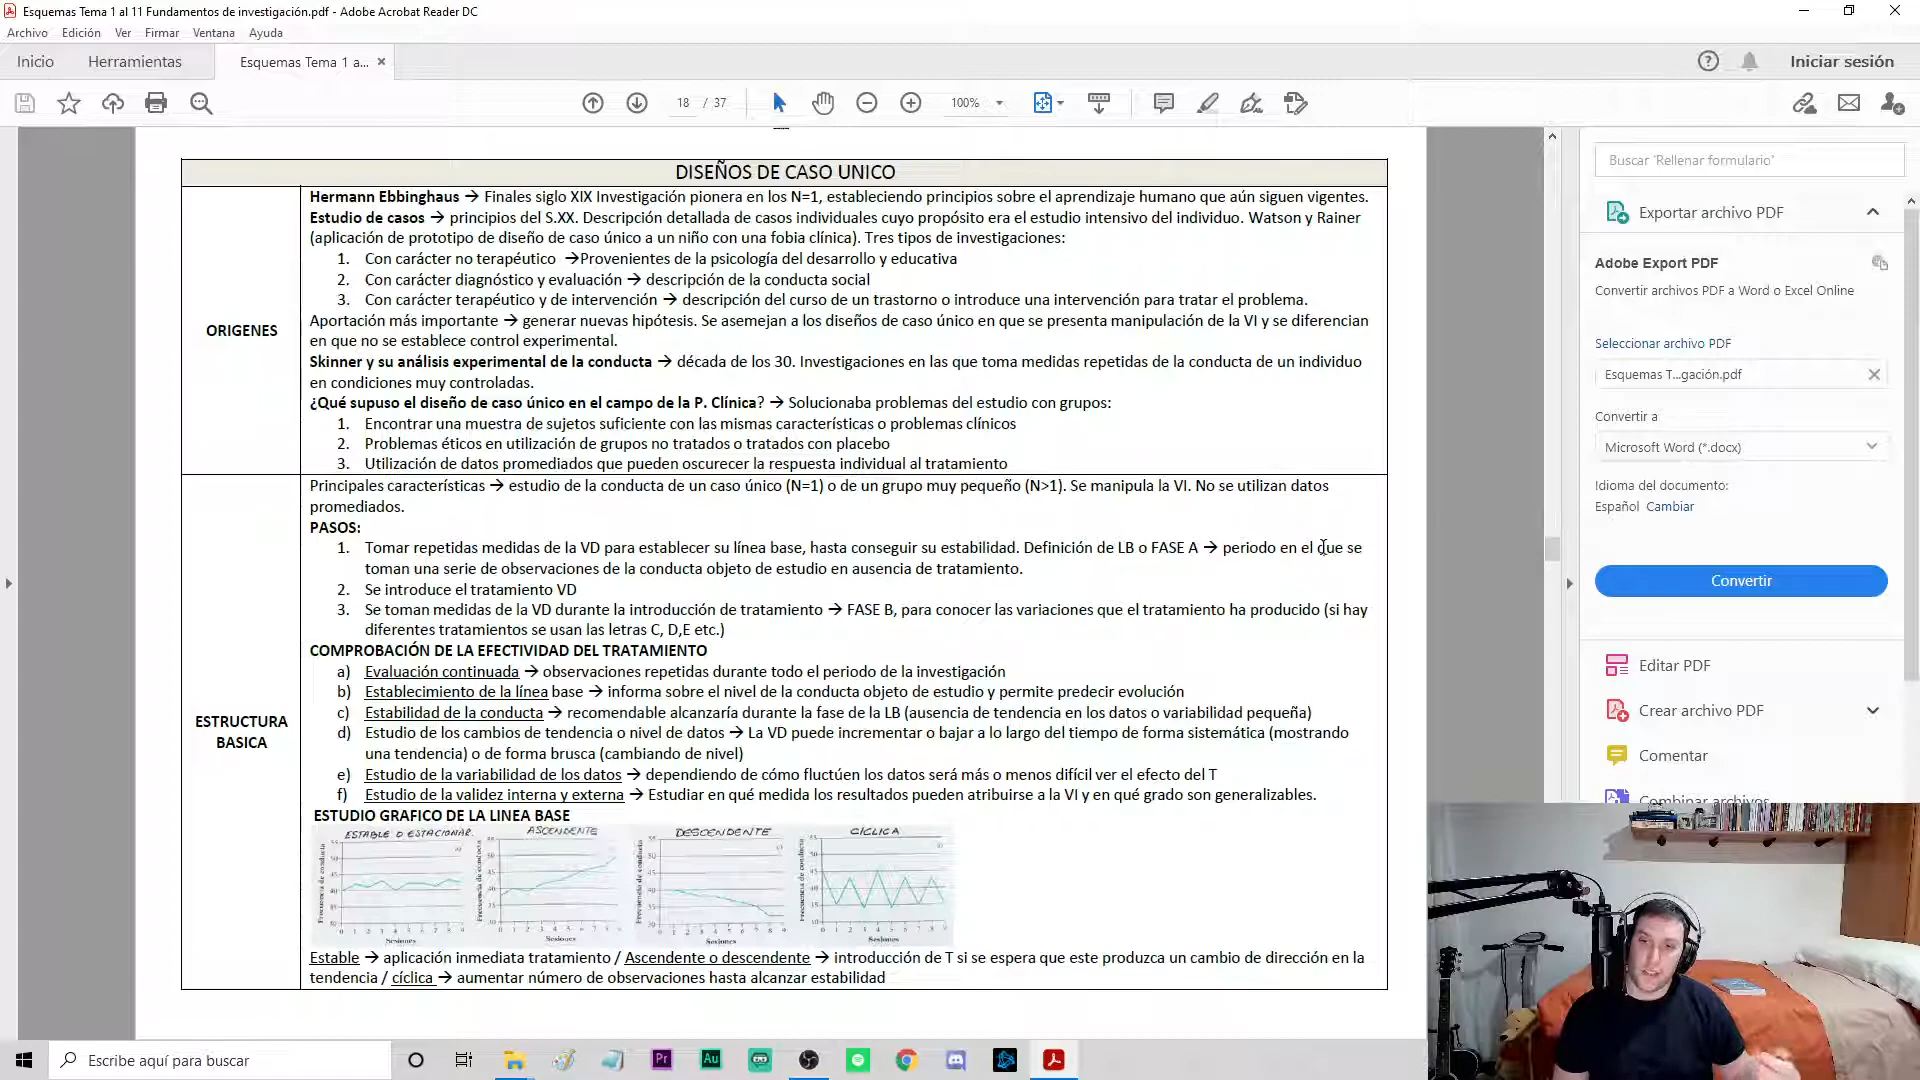 Esquemas Tema 1 al 11 Fundamentos de investigación.pdf - Adobe Acrobat Reader DC
Archivo Edición Ver Firmar Ventana Ayuda
Inicio Herramientas Esquemas Tema 1 a... × Iniciar sesión
18 / 37 100%
DISEÑOS DE CASO UNICO
ORIGENES
Hermann Ebbinghaus → Finales siglo XIX Investigación pionera en los N=1, estableciendo principios sobre el aprendizaje humano que aún siguen vigentes.
Estudio de casos → principios del S.XX. Descripción detallada de casos individuales cuyo propósito era el estudio intensivo del individuo. Watson y Rainer
(aplicación de prototipo de diseño de caso único a un niño con una fobia clínica). Tres tipos de investigaciones:
1. Con carácter no terapéutico →Provenientes de la psicología del desarrollo y educativa
2. Con carácter diagnóstico y evaluación → descripción de la conducta social
3. Con carácter terapéutico y de intervención → descripción del curso de un trastorno o introduce una intervención para tratar el problema.
Aportación más importante → generar nuevas hipótesis. Se asemejan a los diseños de caso único en que se presenta manipulación de la VI y se diferencian
en que no se establece control experimental.
Skinner y su análisis experimental de la conducta → década de los 30. Investigaciones en las que toma medidas repetidas de la conducta de un individuo
en condiciones muy controladas.
¿Qué supuso el diseño de caso único en el campo de la P. Clínica? → Solucionaba problemas del estudio con grupos:
1. Encontrar una muestra de sujetos suficiente con las mismas características o problemas clínicos
2. Problemas éticos en utilización de grupos no tratados o tratados con placebo
3. Utilización de datos promediados que pueden oscurecer la respuesta individual al tratamiento
ESTRUCTURA
BASICA
Principales características → estudio de la conducta de un caso único (N=1) o de un grupo muy pequeño (N>1). Se manipula la VI. No se utilizan datos
promediados.
PASOS:
1. Tomar repetidas medidas de la VD para establecer su línea base, hasta conseguir su estabilidad. Definición de LB o FASE A → periodo en el que se
toman una serie de observaciones de la conducta objeto de estudio en ausencia de tratamiento.
2. Se introduce el tratamiento VD
3. Se toman medidas de la VD durante la introducción de tratamiento → FASE B, para conocer las variaciones que el tratamiento ha producido (si hay
diferentes tratamientos se usan las letras C, D,E etc.)
COMPROBACIÓN DE LA EFECTIVIDAD DEL TRATAMIENTO
a) Evaluación continuada → observaciones repetidas durante todo el periodo de la investigación
b) Establecimiento de la línea base → informa sobre el nivel de la conducta objeto de estudio y permite predecir evolución
c) Estabilidad de la conducta → recomendable alcanzaría durante la fase de la LB (ausencia de tendencia en los datos o variabilidad pequeña)
d) Estudio de los cambios de tendencia o nivel de datos → La VD puede incrementar o bajar a lo largo del tiempo de forma sistemática (mostrando
una tendencia) o de forma brusca (cambiando de nivel)
e) Estudio de la variabilidad de los datos → dependiendo de cómo fluctúen los datos será más o menos difícil ver el efecto del T
f) Estudio de la validez interna y externa → Estudiar en qué medida los resultados pueden atribuirse a la VI y en qué grado son generalizables.
ESTUDIO GRAFICO DE LA LINEA BASE
ESTABLE O ESTACIONAR. ASCENDENTE DESCENDENTE CÍCLICA
Frecuencia de conducta Frecuencia de conducta Frecuencia de conducta Frecuencia de conducta
Sesiones Sesiones Sesiones Sesiones
Estable → aplicación inmediata tratamiento / Ascendente o descendente → introducción de T si se espera que este produzca un cambio de dirección en la
tendencia / cíclica → aumentar número de observaciones hasta alcanzar estabilidad
Buscar 'Rellenar formulario'
Exportar archivo PDF
Adobe Export PDF
Convertir archivos PDF a Word o Excel Online
Seleccionar archivo PDF
Esquemas T...gación.pdf
Convertir a
Microsoft Word (*.docx)
Idioma del documento:
Español Cambiar
Convertir
Editar PDF
Crear archivo PDF
Comentar
Combinar archivos
Escribe aquí para buscar
Pr Au